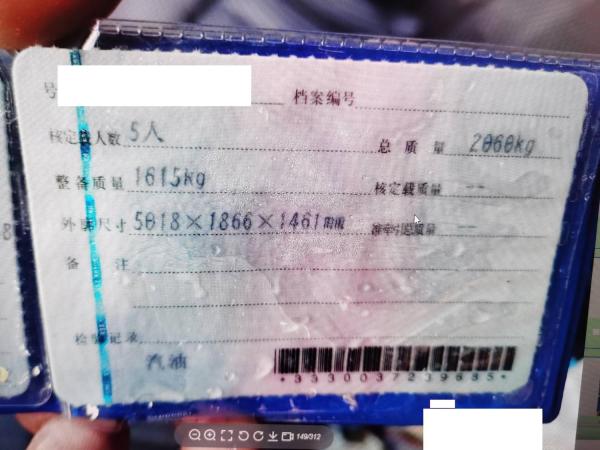 号 档案编号
核定载人数 5人 总质量 2060kg
整备质量 1615kg 核定载质量 --
外廓尺寸 5018×1866×1461mm 准牵引总质量 --
备注
检验记录
汽油
*3330037239635*
149/312